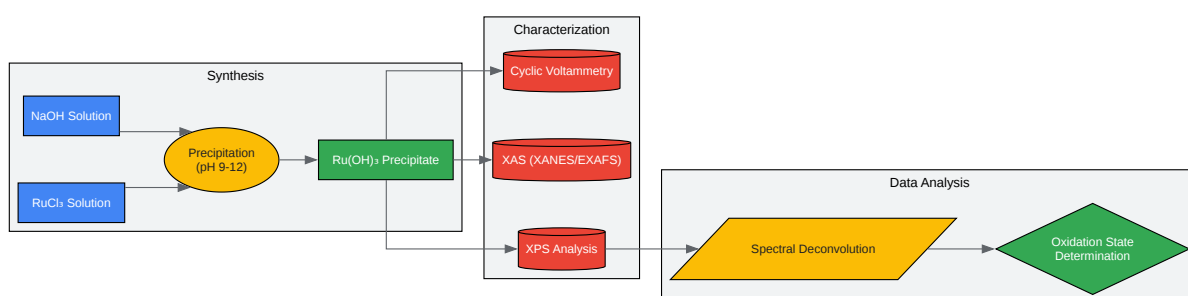 Synthesis
NaOH Solution
RuCl₃ Solution
Precipitation
(pH 9-12)
Ru(OH)₃ Precipitate
Characterization
Cyclic Voltammetry
XAS (XANES/EXAFS)
XPS Analysis
Data Analysis
Spectral Deconvolution
Oxidation State
Determination